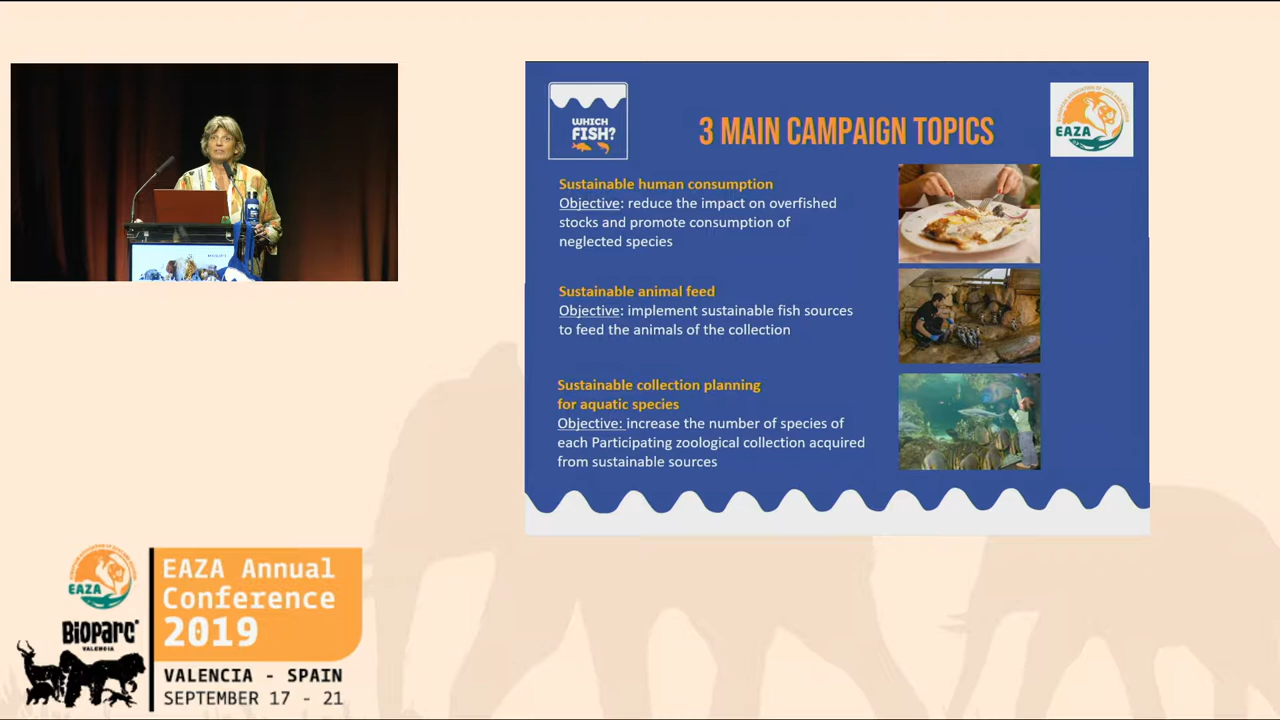 WHICH
FISH?
3 MAIN CAMPAIGN TOPICS
EAZA
Sustainable human consumption
Objective: reduce the impact on overfished
stocks and promote consumption of
neglected species
Sustainable animal feed
Objective: implement sustainable fish sources
to feed the animals of the collection
Sustainable collection planning
for aquatic species
Objective: increase the number of species of
each Participating zoological collection acquired
from sustainable sources
EAZA
BIOPARC
VALENCIA
EAZA Annual
Conference
2019
VALENCIA - SPAIN
SEPTEMBER 17 - 21